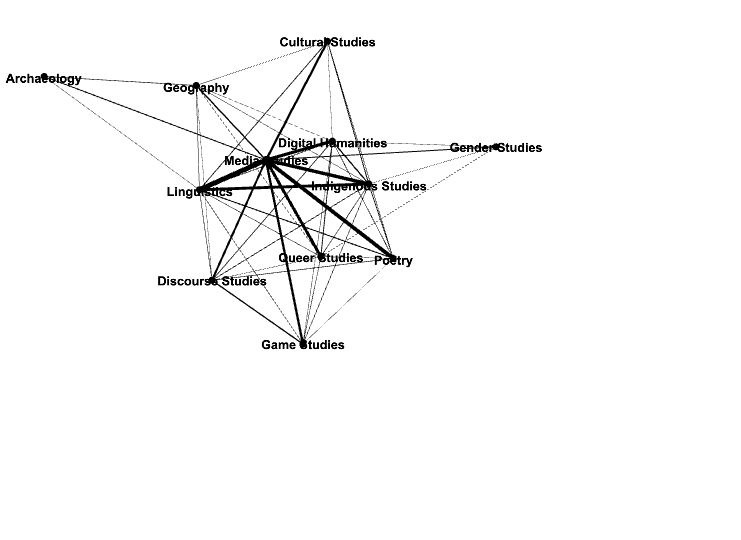 Cultural Studies
Archaeology
Geography
Digital Humanities
Gender Studies
Media Studies
Linguistics
Indigenous Studies
Queer Studies
Poetry
Discourse Studies
Game Studies